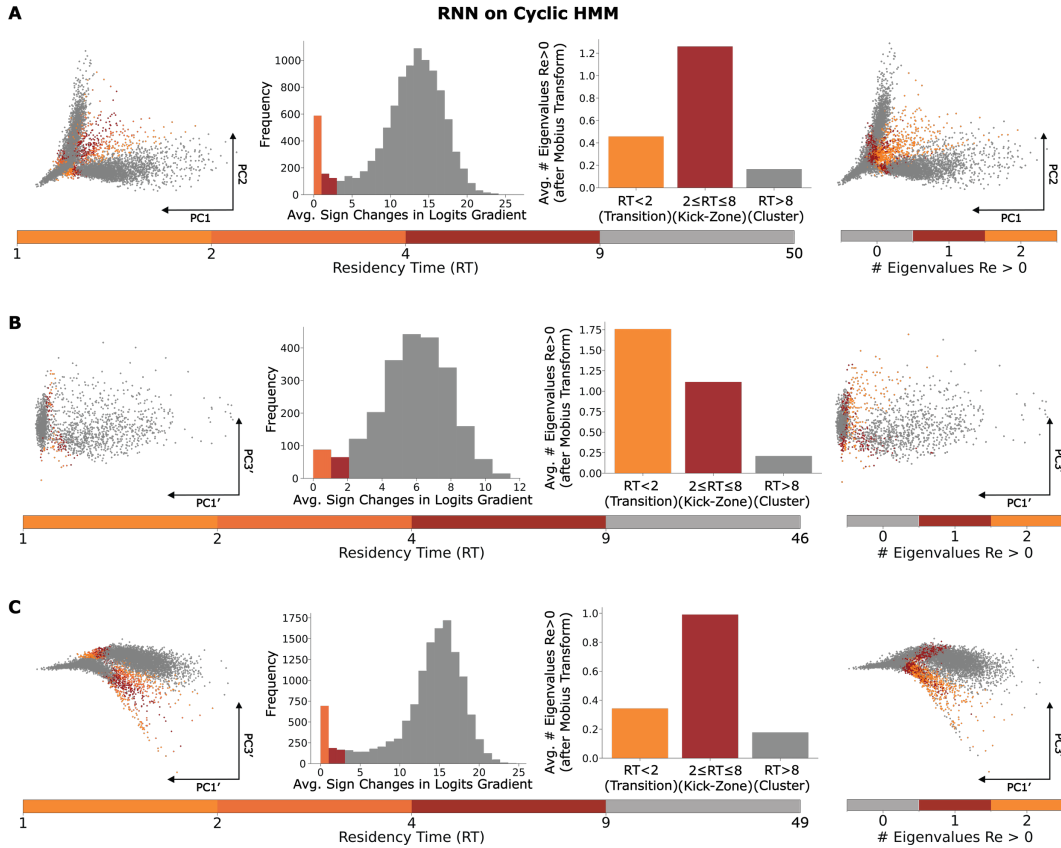 RNN on Cyclic HMM
A
PC1
PC2
Frequency
1000
800
600
400
200
0
0 5 10 15 20 25
Avg. Sign Changes in Logits Gradient
Avg. # Eigenvalues Re>0
(after Mobius Transform)
1.2
1.0
0.8
0.6
0.4
0.2
0.0
RT<2 2≤RT≤8 RT>8
(Transition)(Kick-Zone)(Cluster)
PC1
PC2
1 2 4 9 50
Residency Time (RT)
0 1 2
# Eigenvalues Re > 0
B
PC1′
PC3′
Frequency
400
300
200
100
0
0 2 4 6 8 10 12
Avg. Sign Changes in Logits Gradient
Avg. # Eigenvalues Re>0
(after Mobius Transform)
1.75
1.50
1.25
1.00
0.75
0.50
0.25
0.00
RT<2 2≤RT≤8 RT>8
(Transition)(Kick-Zone)(Cluster)
PC1′
PC3′
1 2 4 9 46
Residency Time (RT)
0 1 2
# Eigenvalues Re > 0
C
PC1′
PC3′
Frequency
1750
1500
1250
1000
750
500
250
0
0 5 10 15 20 25
Avg. Sign Changes in Logits Gradient
Avg. # Eigenvalues Re>0
(after Mobius Transform)
1.0
0.8
0.6
0.4
0.2
0.0
RT<2 2≤RT≤8 RT>8
(Transition)(Kick-Zone)(Cluster)
PC1′
PC3′
1 2 4 9 49
Residency Time (RT)
0 1 2
# Eigenvalues Re > 0